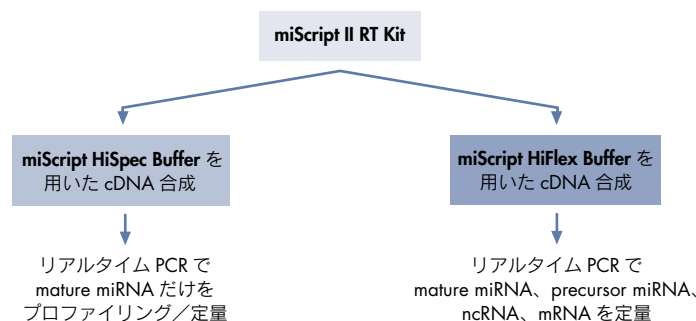 miScript II RT Kit
miScript HiSpec Buffer を
用いた cDNA 合成
miScript HiFlex Buffer を
用いた cDNA 合成
リアルタイム PCR で
mature miRNA だけを
プロファイリング／定量
リアルタイム PCR で
mature miRNA、precursor miRNA、
ncRNA、mRNA を定量